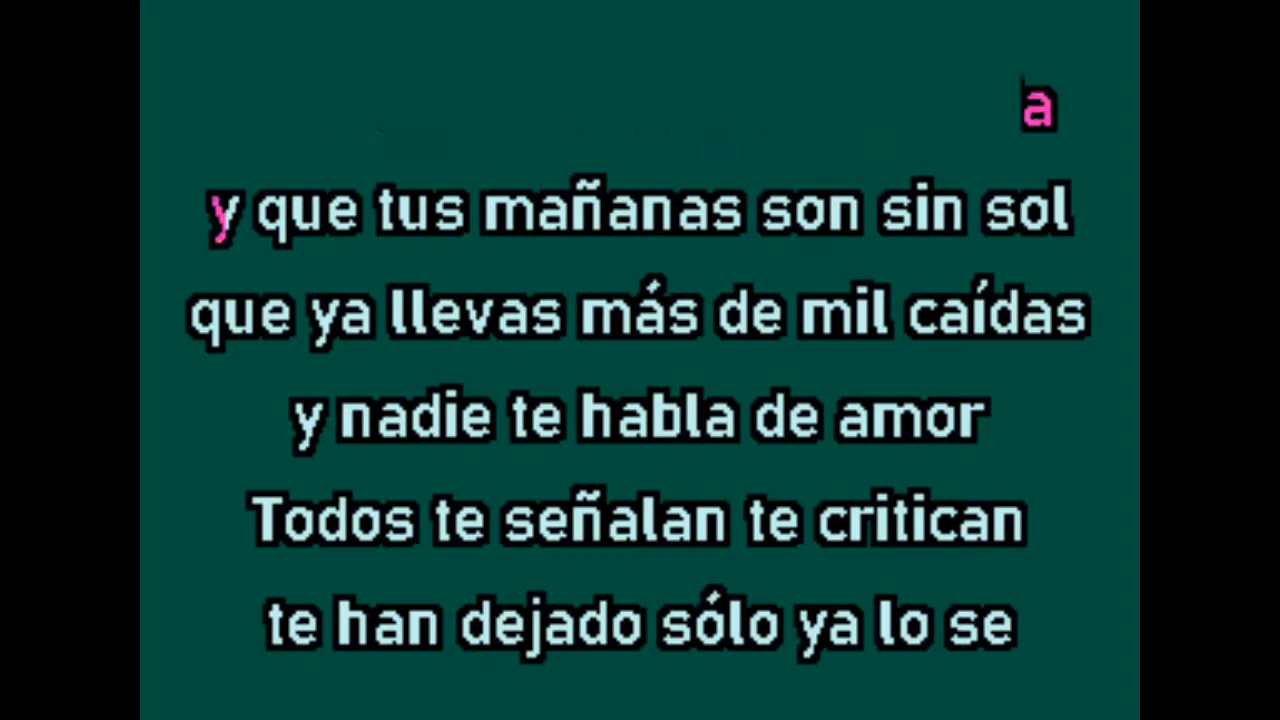 a
y que tus mañanas son sin sol
que ya llevas más de mil caídas
y nadie te habla de amor
Todos te señalan te critican
te han dejado sólo ya lo se